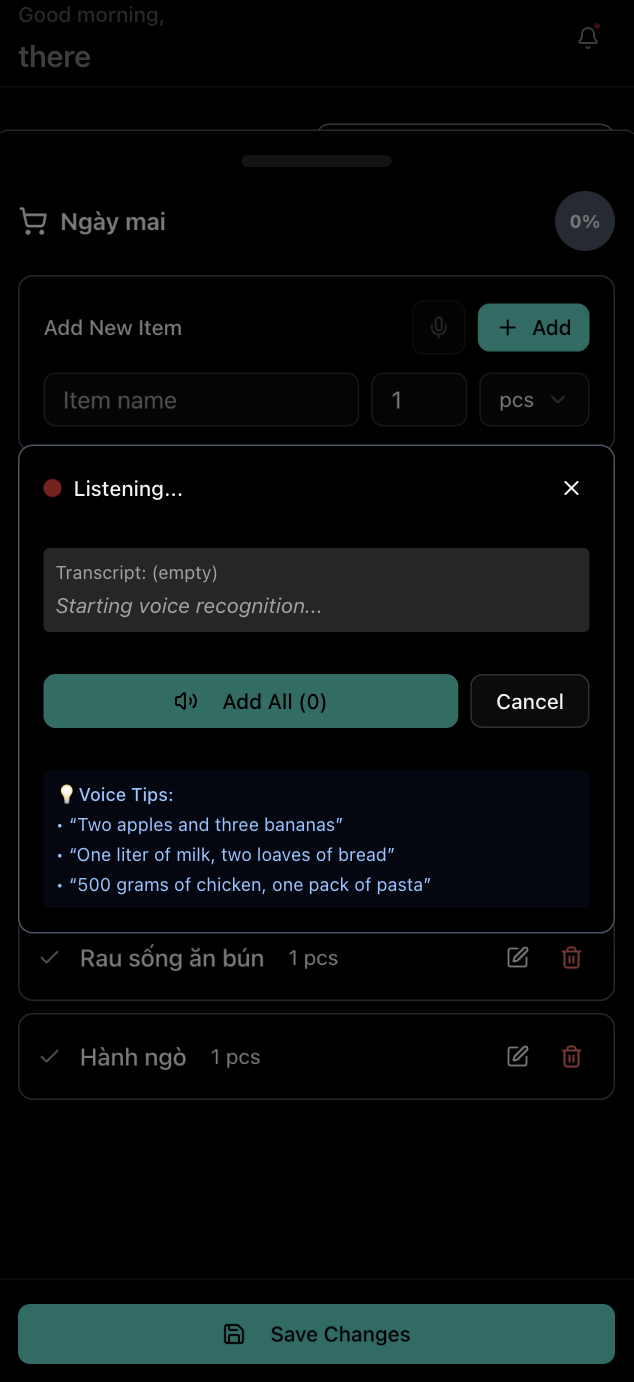 Good morning,
there
Ngày mai
0%
Add New Item
Add
Item name
1
pcs
Listening...
Transcript: (empty)
Starting voice recognition...
Add All (0)
Cancel
💡Voice Tips:
• “Two apples and three bananas”
• “One liter of milk, two loaves of bread”
• “500 grams of chicken, one pack of pasta”
Rau sống ăn bún 1 pcs
Hành ngò 1 pcs
Save Changes